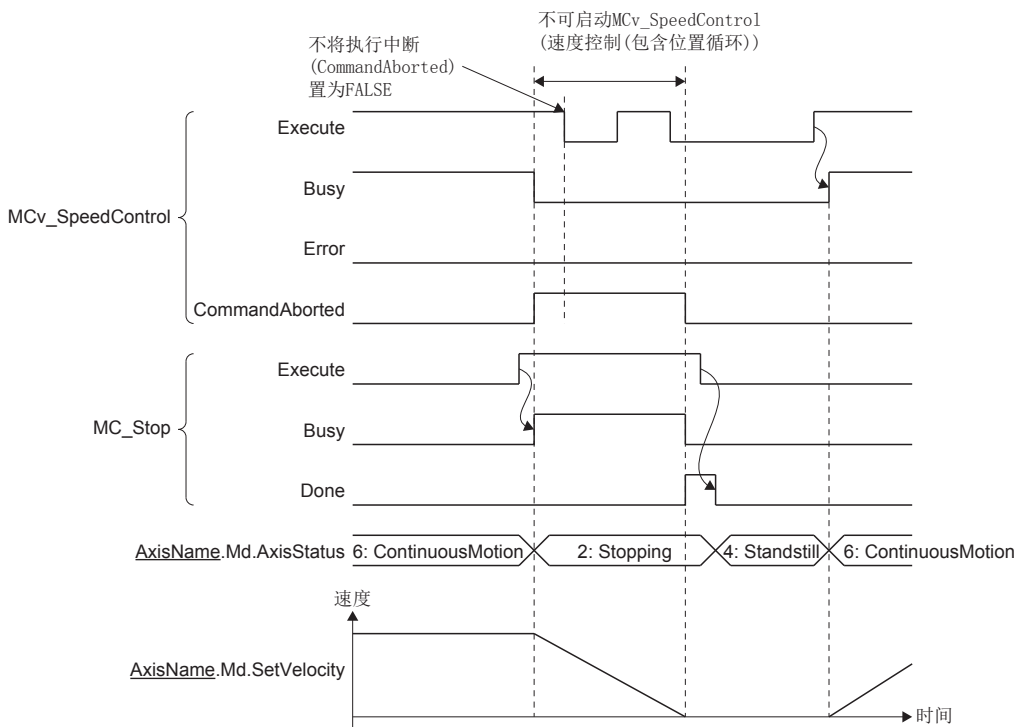 不可启动MCv_SpeedControl
(速度控制(包含位置循环))
不将执行中断
(CommandAborted)
置为FALSE
MCv_SpeedControl
Execute
Busy
Error
CommandAborted
MC_Stop
Execute
Busy
Done
AxisName.Md.AxisStatus
6: ContinuousMotion
2: Stopping
4: Standstill
6: ContinuousMotion
速度
AxisName.Md.SetVelocity
时间